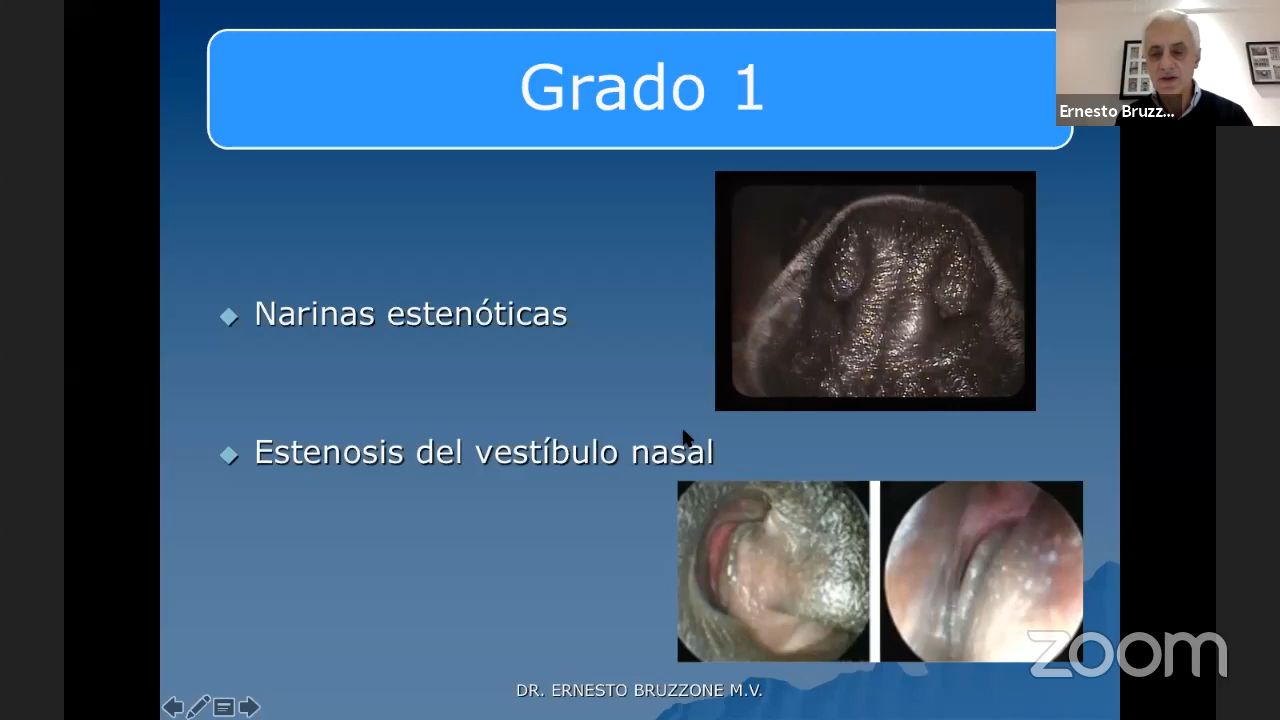 Grado 1
Ernesto Bruzz...
Narinas estenóticas
Estenosis del vestíbulo nasal
DR. ERNESTO BRUZZONE M.V.
zoom